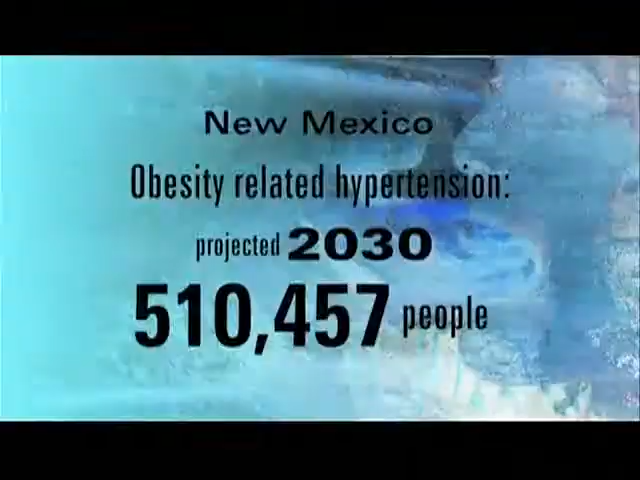 New Mexico
Obesity related hypertension:
projected 2030
510,457 people